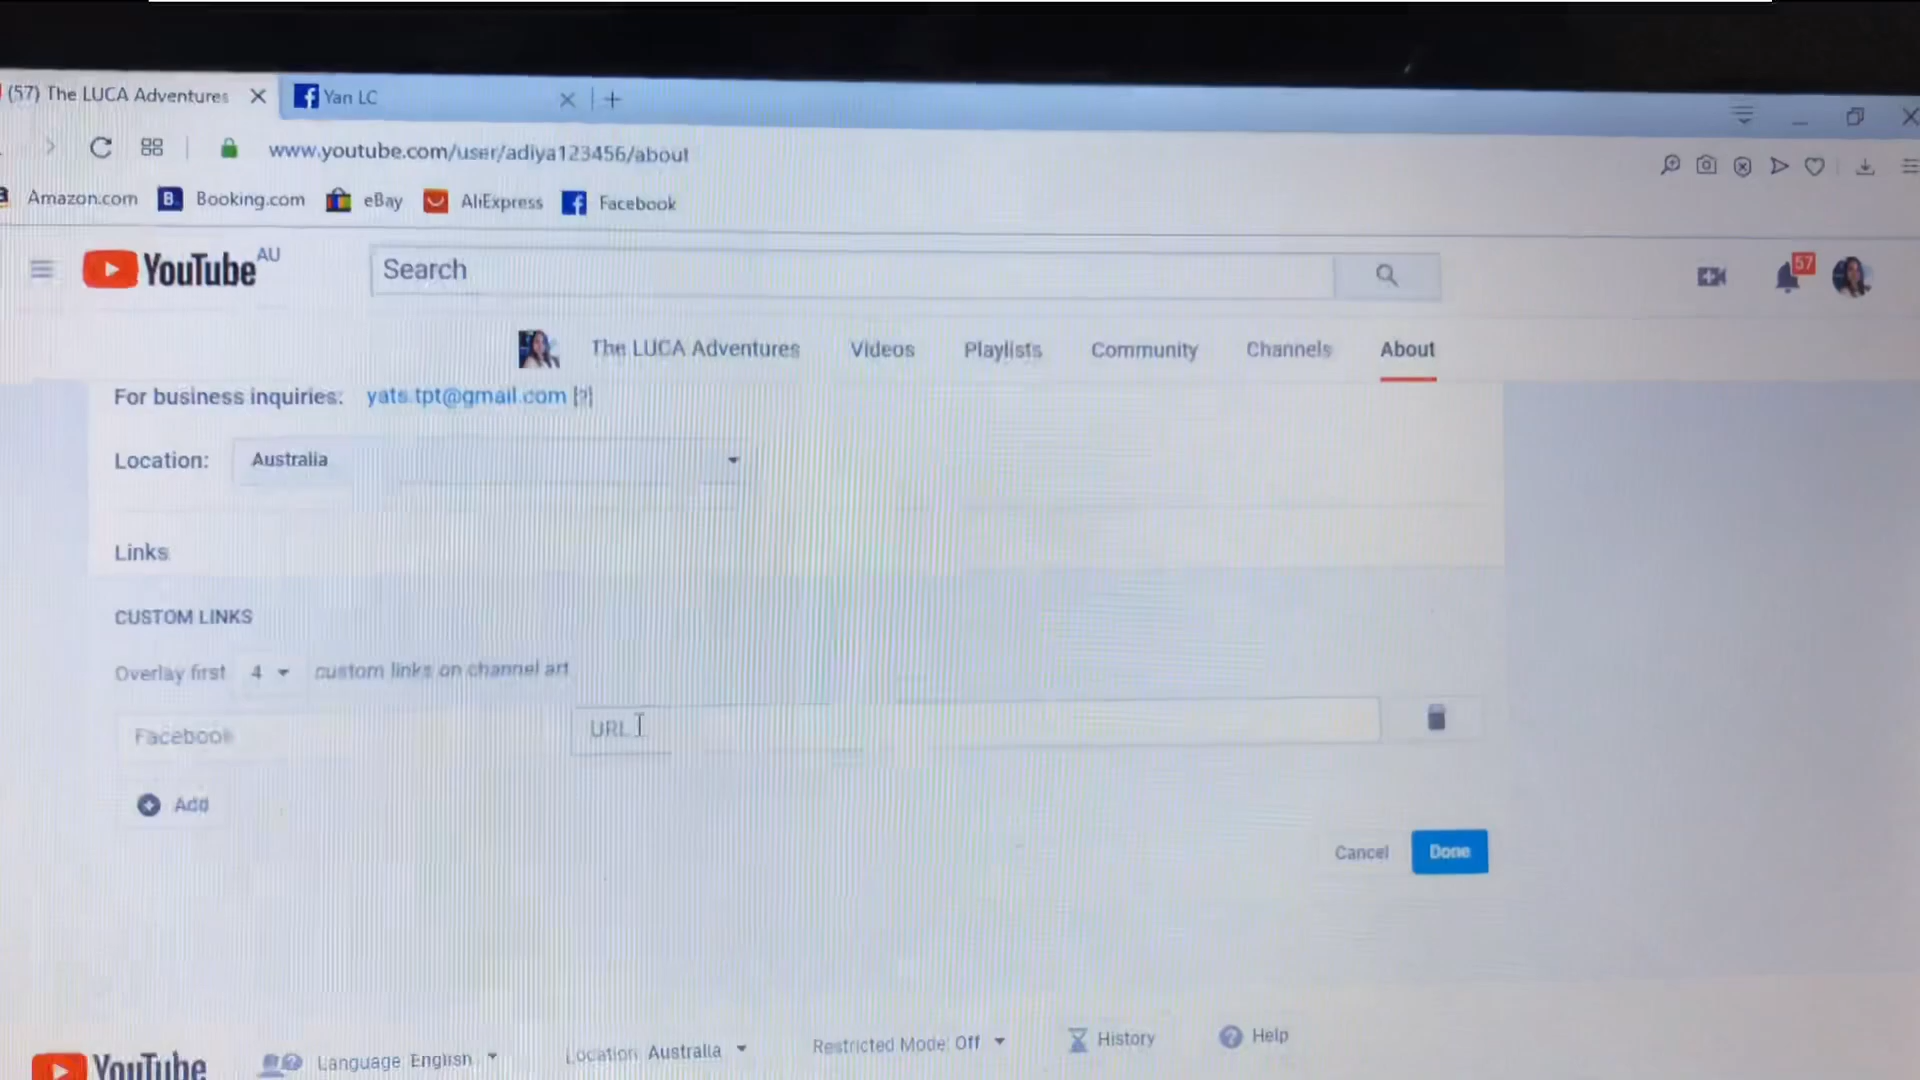 (57) The LUCA Adventures
Yan LC
www.youtube.com/user/adiya123456/about
Amazon.com
B.
Booking.com
eBay
AliExpress
Facebook
YouTube AU
Search
57
The LUCA Adventures
Videos
Playlists
Community
Channels
About
For business inquiries: yats.tpt@gmail.com [?]
Location: Australia
Links
CUSTOM LINKS
Overlay first 4 custom links on channel art
Facebook
URL
Add
Cancel
Done
YouTube
Language: English
Location: Australia
Restricted Mode: Off
History
Help